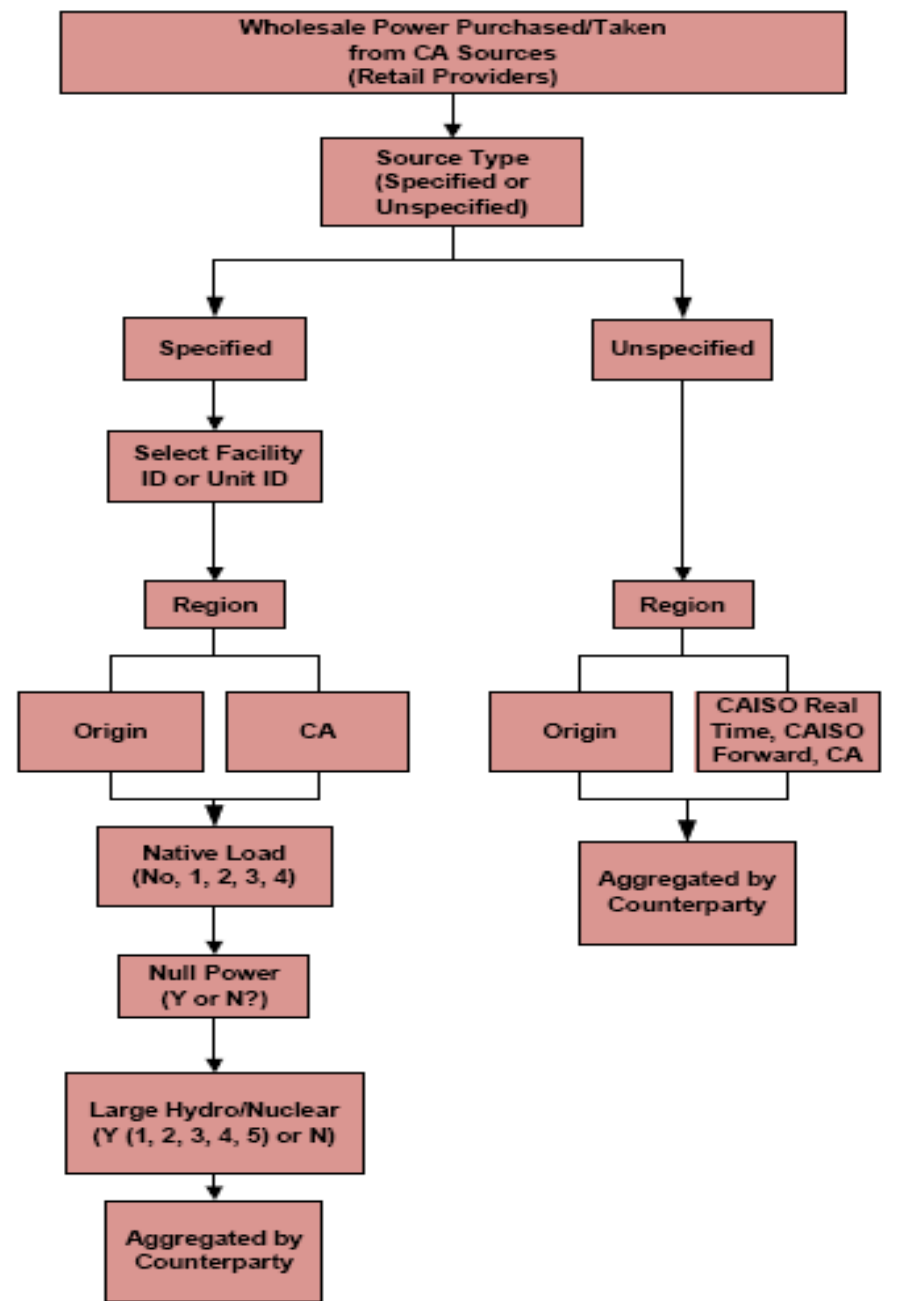 Wholesale Power Purchased/Taken
from CA Sources
(Retail Providers)
Source Type
(Specified or
Unspecified)
Specified
Unspecified
Select Facility
ID or Unit ID
Region
Region
Origin
CA
Origin
CAISO Real
Time, CAISO
Forward, CA
Native Load
(No, 1, 2, 3, 4)
Aggregated by
Counterparty
Null Power
(Y or N?)
Large Hydro/Nuclear
(Y (1, 2, 3, 4, 5) or N)
Aggregated by
Counterparty